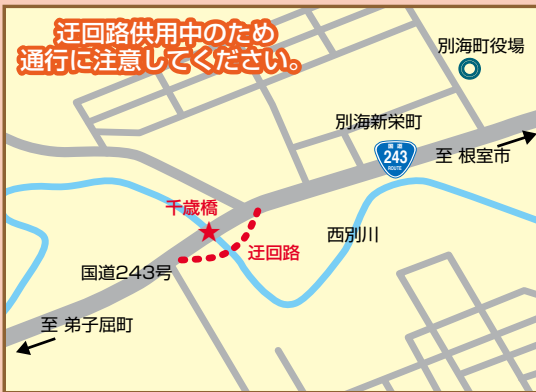 迂回路供用中のため
通行に注意してください。
別海町役場
別海新栄町
国道
243
ROUTE
至 根室市
千歳橋
西別川
迂回路
国道243号
至 弟子屈町